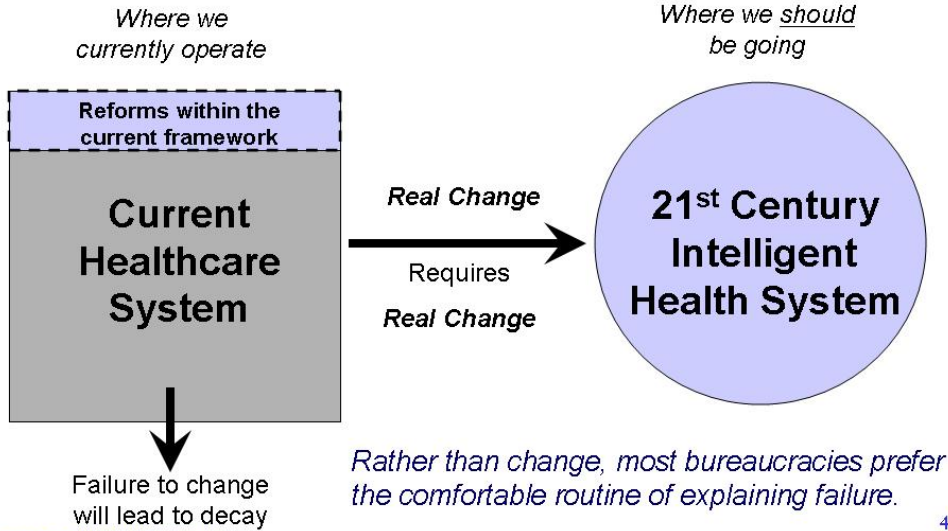 Where we
currently operate
Where we should
be going
Reforms within the
current framework
Current
Healthcare
System
Real Change
Requires
Real Change
21st Century
Intelligent
Health System
Failure to change
will lead to decay
Rather than change, most bureaucracies prefer
the comfortable routine of explaining failure.
4